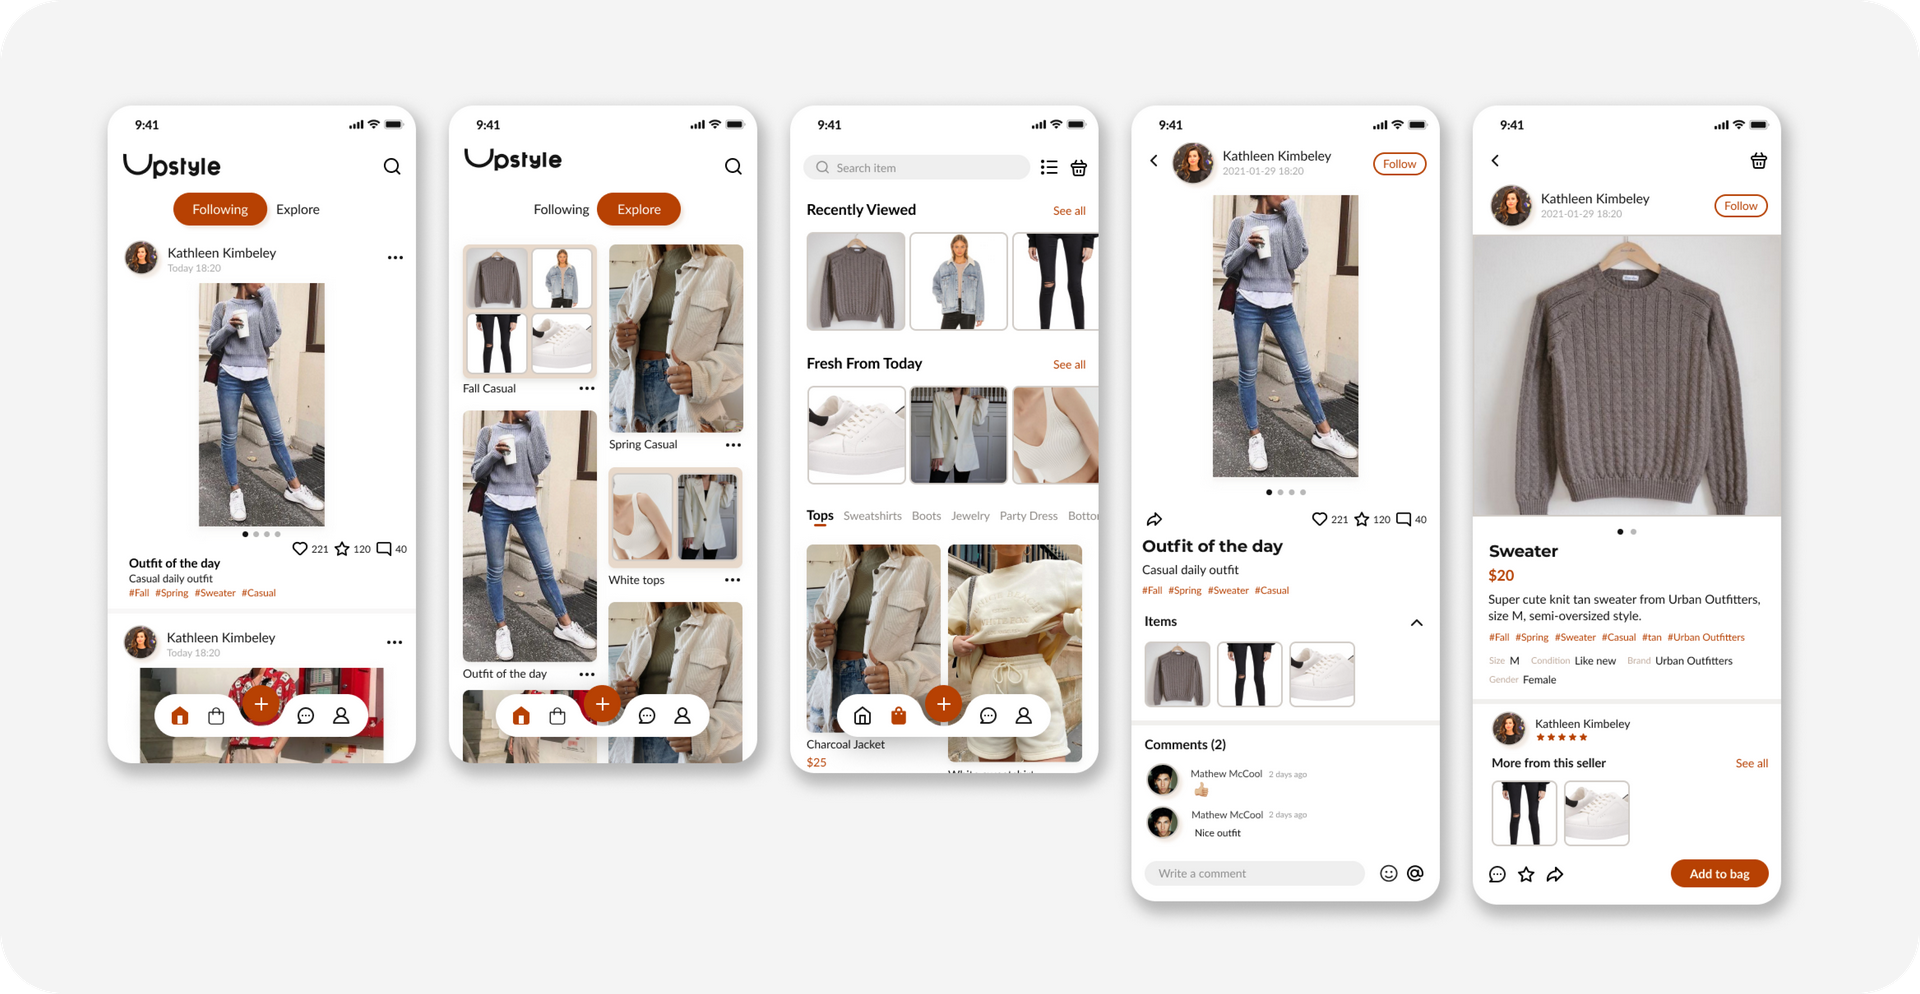 9:41
Upstyle
Following Explore
Kathleen Kimbeley
Today 18:20
221 120 40
Outfit of the day
Casual daily outfit
#Fall #Spring #Sweater #Casual
Kathleen Kimbeley
Today 18:20
9:41
Upstyle
Following Explore
Fall Casual
Spring Casual
White tops
Outfit of the day
9:41
Search item
Recently Viewed See all
Fresh From Today See all
Tops Sweatshirts Boots Jewelry Party Dress
Charcoal Jacket
$25
9:41
Kathleen Kimbeley
2021-01-29 18:20
Follow
221 120 40
Outfit of the day
Casual daily outfit
#Fall #Spring #Sweater #Casual
Items
Comments (2)
Mathew McCool 2 days ago
👍🏼
Mathew McCool 2 days ago
Nice outfit
Write a comment
9:41
Kathleen Kimbeley
2021-01-29 18:20
Follow
Sweater
$20
Super cute knit tan sweater from Urban Outfitters,
size M, semi-oversized style.
#Fall #Spring #Sweater #Casual #tan #Urban Outfitters
Size M Condition Like new Brand Urban Outfitters
Gender Female
Kathleen Kimbeley
More from this seller See all
Add to bag